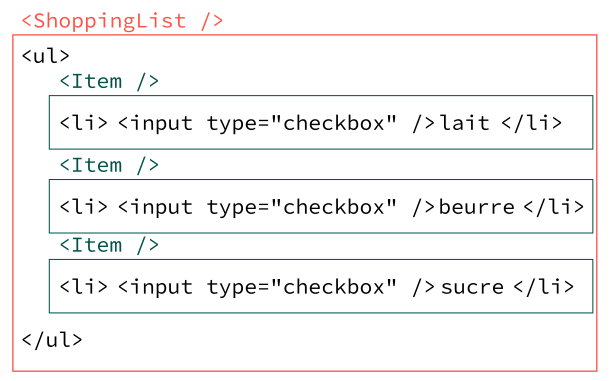 <ShoppingList />
<ul>
<Item />
<li> <input type="checkbox" /> lait </li>
<Item />
<li> <input type="checkbox" /> beurre </li>
<Item />
<li> <input type="checkbox" /> sucre </li>
</ul>